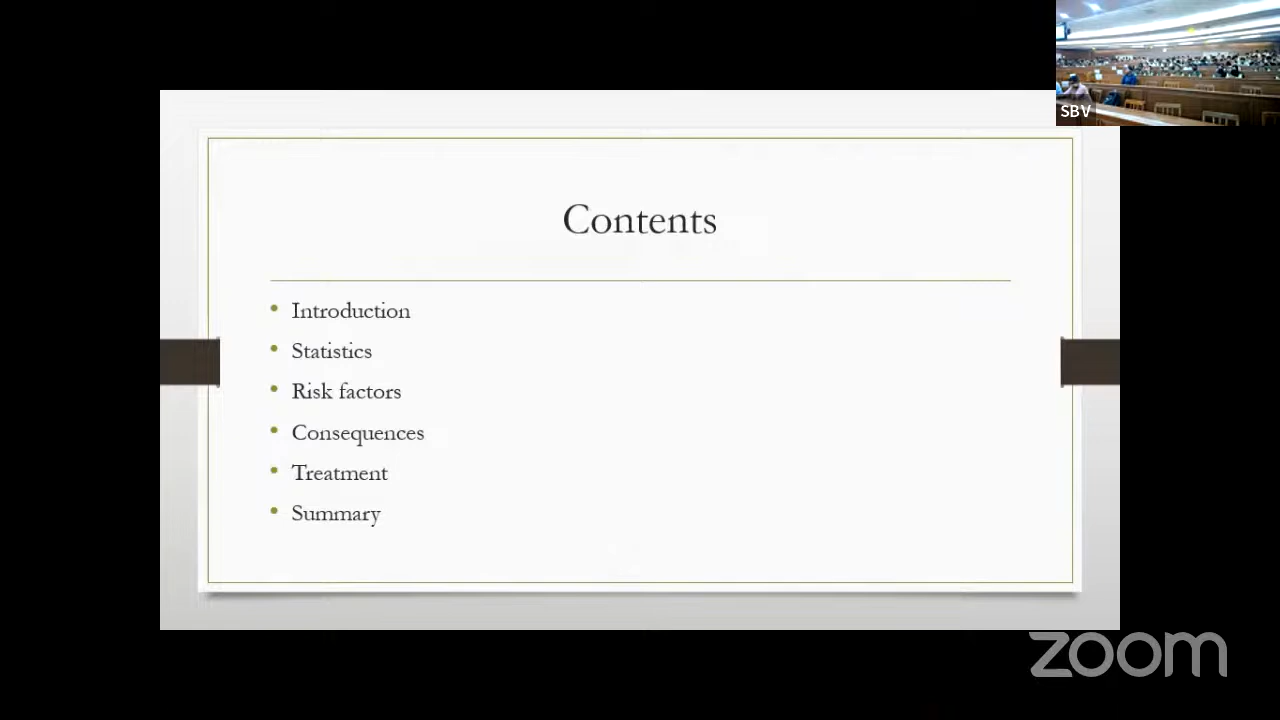 SBV
Contents
Introduction
Statistics
Risk factors
Consequences
Treatment
Summary
zoom